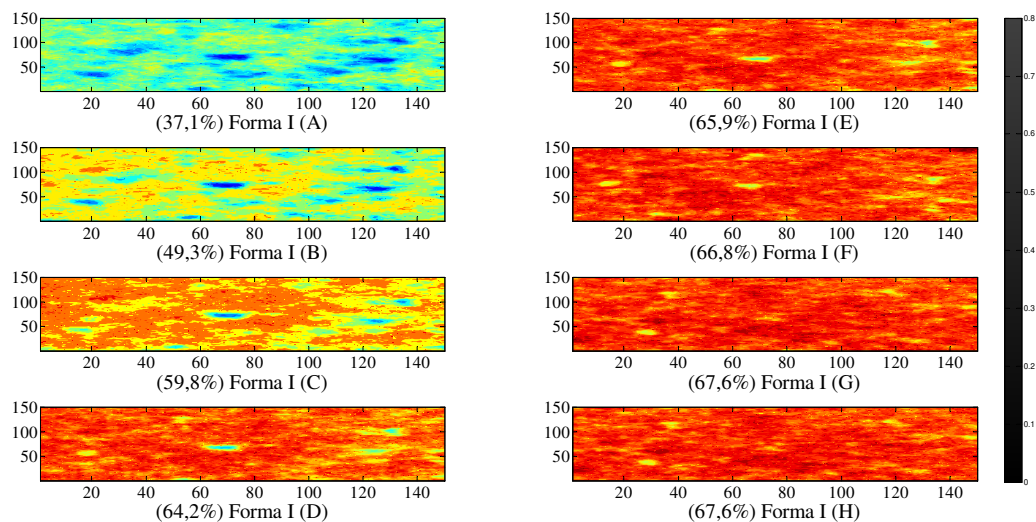 150
100
50
20 40 60 80 100 120 140
(37,1%) Forma I (A)
150
100
50
20 40 60 80 100 120 140
(49,3%) Forma I (B)
150
100
50
20 40 60 80 100 120 140
(59,8%) Forma I (C)
150
100
50
20 40 60 80 100 120 140
(64,2%) Forma I (D)
150
100
50
20 40 60 80 100 120 140
(65,9%) Forma I (E)
150
100
50
20 40 60 80 100 120 140
(66,8%) Forma I (F)
150
100
50
20 40 60 80 100 120 140
(67,6%) Forma I (G)
150
100
50
20 40 60 80 100 120 140
(67,6%) Forma I (H)
0.8
0.7
0.6
0.5
0.4
0.3
0.2
0.1
0